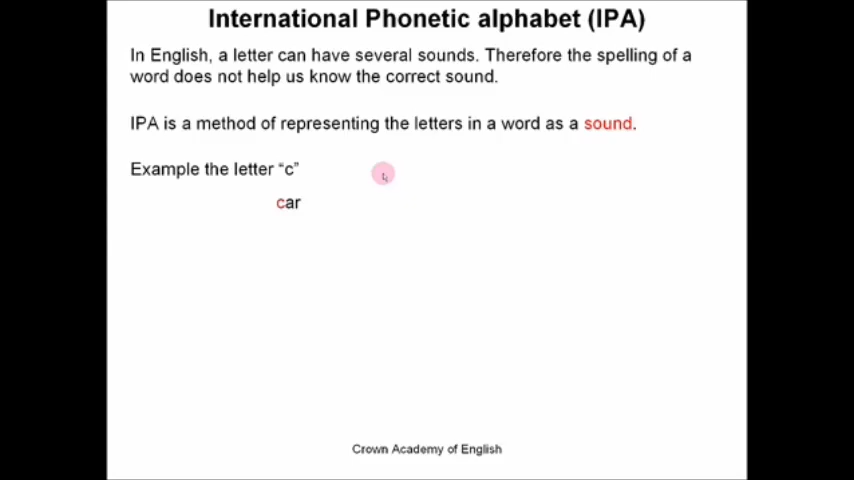 International Phonetic alphabet (IPA)
In English, a letter can have several sounds. Therefore the spelling of a
word does not help us know the correct sound.
IPA is a method of representing the letters in a word as a sound.
Example the letter “c”
car
Crown Academy of English